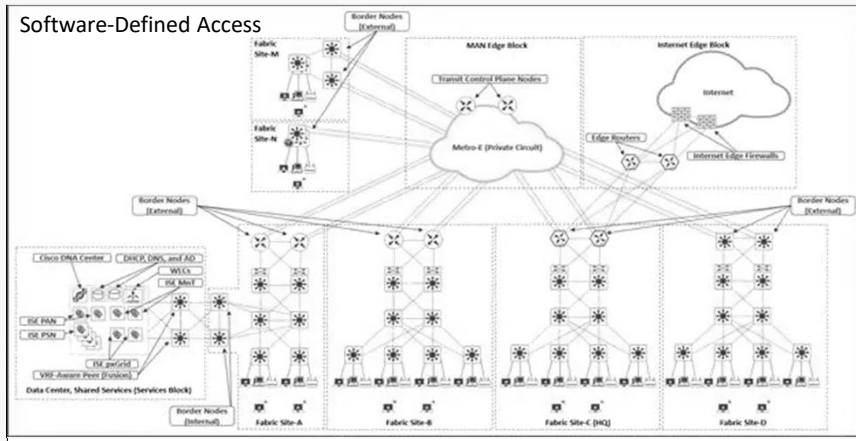 Software-Defined Access
Border Nodes
(External)
Fabric
Site-M
MAN Edge Block
Internet Edge Block
Transit Control Plane Nodes
Internet
Fabric
Site-N
Metro-E (Private Circuit)
Edge Routers
Internet Edge Firewalls
Border Nodes
(External)
Border Nodes
(External)
Cisco DNA Center
DHCP, DNS, and AD
WLCs
ISE MnT
ISE PAN
ISE PSN
ISE pxGrid
VRF-Aware Peer (Fusion)
Data Center, Shared Services (Services Block)
Border Nodes
(Internal)
Fabric Site-A
Fabric Site-B
Fabric Site-C (HQ)
Fabric Site-D